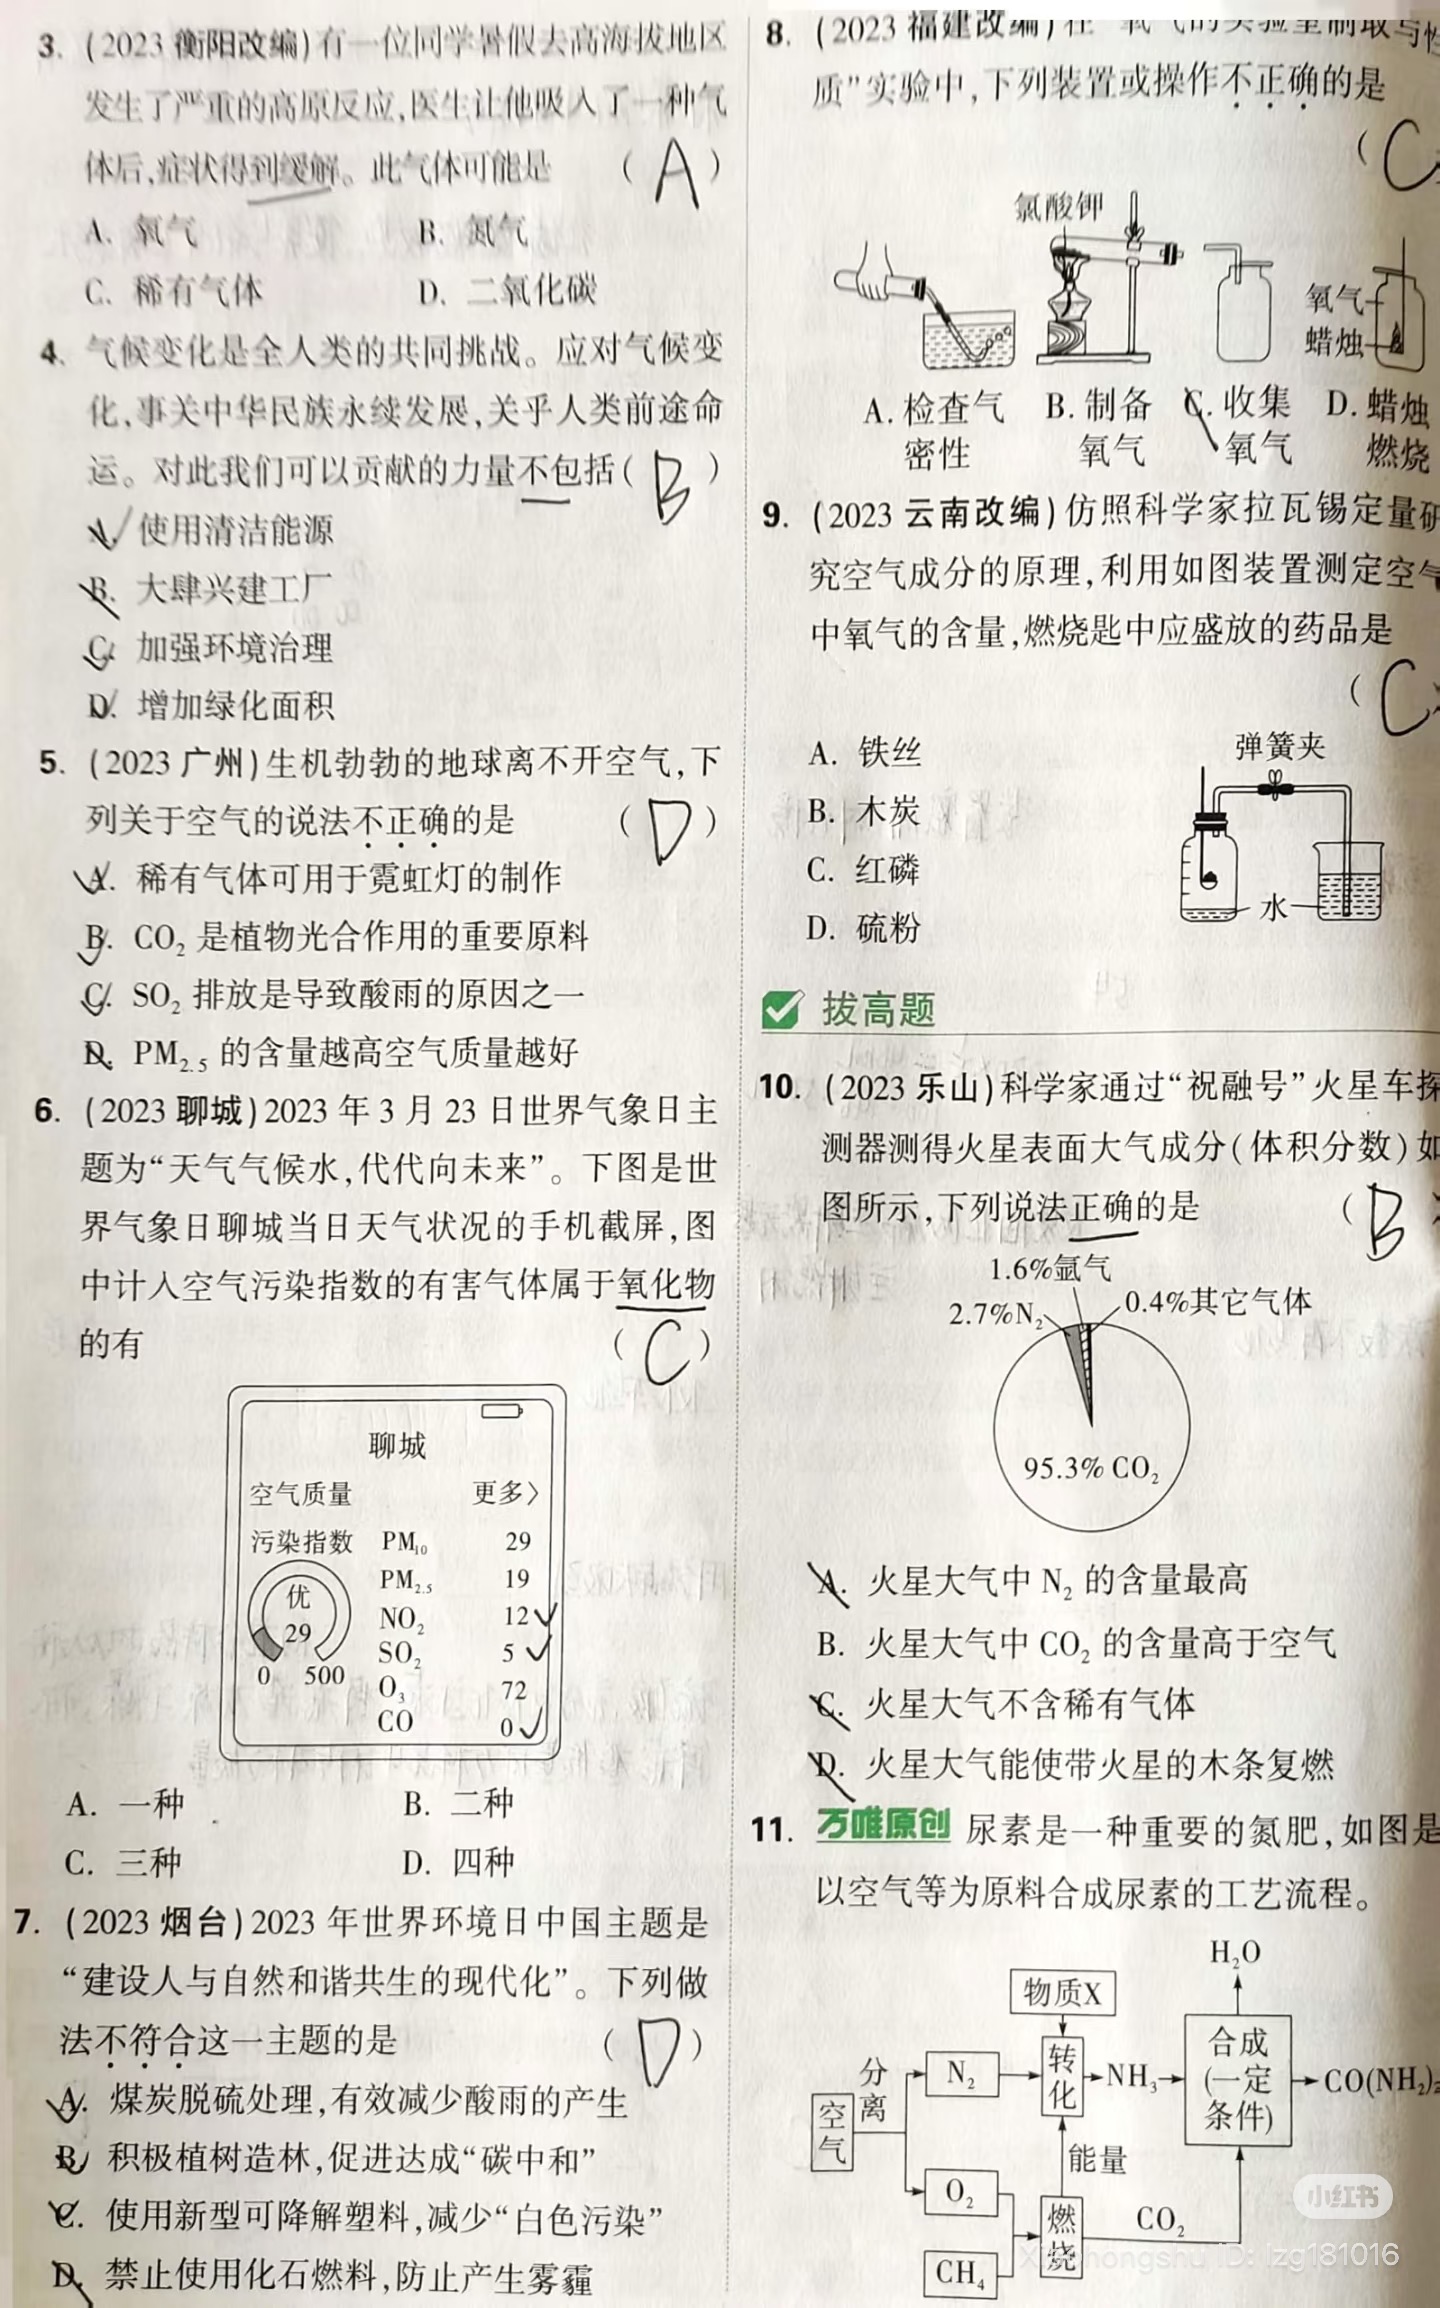 3. (2023 衡阳改编)有一位同学暑假去高海拔地区
发生了严重的高原反应,医生让他吸入了一种气
体后,症状得到缓解。此气体可能是 (A)
A. 氧气 B. 氮气
C. 稀有气体 D. 二氧化碳
4. 气候变化是全人类的共同挑战。应对气候变
化,事关中华民族永续发展,关乎人类前途命
运。对此我们可以贡献的力量不包括(B)
A. 使用清洁能源
B. 大肆兴建工厂
C. 加强环境治理
D. 增加绿化面积
5. (2023 广州)生机勃勃的地球离不开空气,下
列关于空气的说法不正确的是 (D)
A. 稀有气体可用于霓虹灯的制作
B. CO₂ 是植物光合作用的重要原料
C. SO₂ 排放是导致酸雨的原因之一
D. PM₂.₅ 的含量越高空气质量越好
6. (2023 聊城)2023 年 3 月 23 日世界气象日主
题为“天气气候水,代代向未来”。下图是世
界气象日聊城当日天气状况的手机截屏,图
中计入空气污染指数的有害气体属于氧化物
的有 (C)
聊城
空气质量 更多〉
污染指数 PM₁₀ 29
PM₂.₅ 19
优
NO₂ 12
29
SO₂ 5
0 500
O₃ 72
CO 0
A. 一种 B. 二种
C. 三种 D. 四种
7. (2023 烟台)2023 年世界环境日中国主题是
“建设人与自然和谐共生的现代化”。下列做
法不符合这一主题的是 (D)
A. 煤炭脱硫处理,有效减少酸雨的产生
B. 积极植树造林,促进达成“碳中和”
C. 使用新型可降解塑料,减少“白色污染”
D. 禁止使用化石燃料,防止产生雾霾
8. (2023 福建改编)在 氧气的实验室制取与性
质”实验中,下列装置或操作不正确的是
(C
氯酸钾
氧气
蜡烛
A. 检查气 B. 制备 C. 收集 D. 蜡烛
密性 氧气 氧气 燃烧
9. (2023 云南改编)仿照科学家拉瓦锡定量研
究空气成分的原理,利用如图装置测定空气
中氧气的含量,燃烧匙中应盛放的药品是
(C
A. 铁丝
B. 木炭
C. 红磷
D. 硫粉
弹簧夹
水
拔高题
10. (2023 乐山)科学家通过“祝融号”火星车探
测器测得火星表面大气成分(体积分数)如
图所示,下列说法正确的是 (B
1.6%氩气
2.7%N₂
0.4%其它气体
95.3% CO₂
A. 火星大气中 N₂ 的含量最高
B. 火星大气中 CO₂ 的含量高于空气
C. 火星大气不含稀有气体
D. 火星大气能使带火星的木条复燃
11. 万唯原创 尿素是一种重要的氮肥,如图是
以空气等为原料合成尿素的工艺流程。
H₂O
物质X
空气
分离
N₂
转化
NH₃
合成
(一定
条件)
CO(NH₂)₂
能量
O₂
燃烧
CO₂
CH₄
小红书
ID: lzg181016